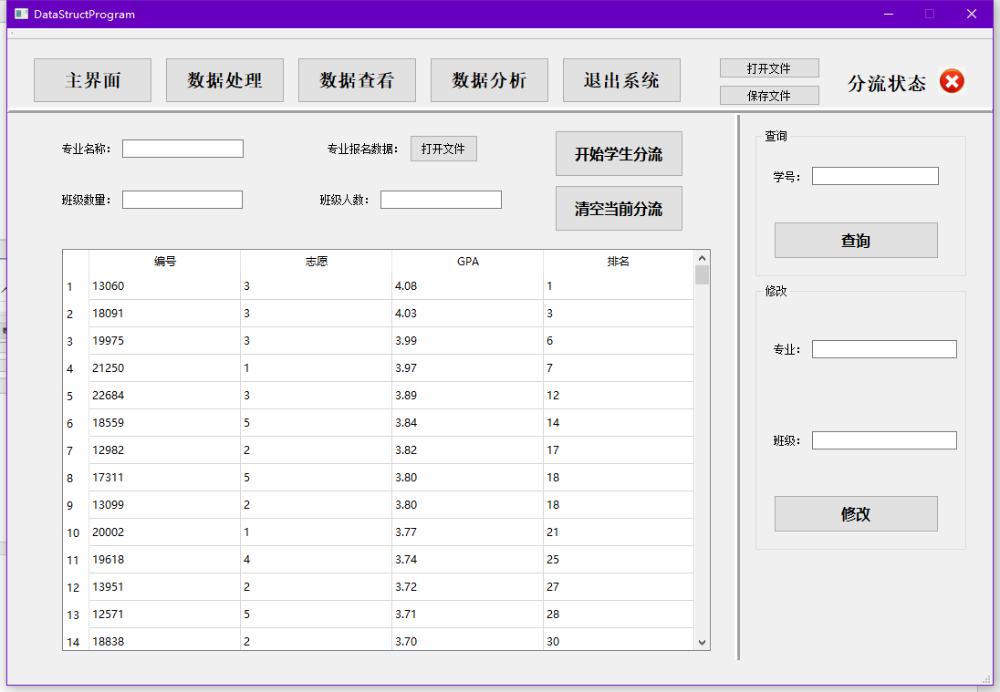 DataStructProgram
主界面 数据处理 数据查看 数据分析 退出系统 打开文件 保存文件 分流状态
专业名称: 专业报名数据: 打开文件 开始学生分流
班级数量: 班级人数: 清空当前分流
编号 志愿 GPA 排名
1 13060 3 4.08 1
2 18091 3 4.03 3
3 19975 3 3.99 6
4 21250 1 3.97 7
5 22684 3 3.89 12
6 18559 5 3.84 14
7 12982 2 3.82 17
8 17311 5 3.80 18
9 13099 2 3.80 18
10 20002 1 3.77 21
11 19618 4 3.74 25
12 13951 2 3.72 27
13 12571 5 3.71 28
14 18838 2 3.70 30
查询
学号:
查询
修改
专业:
班级:
修改